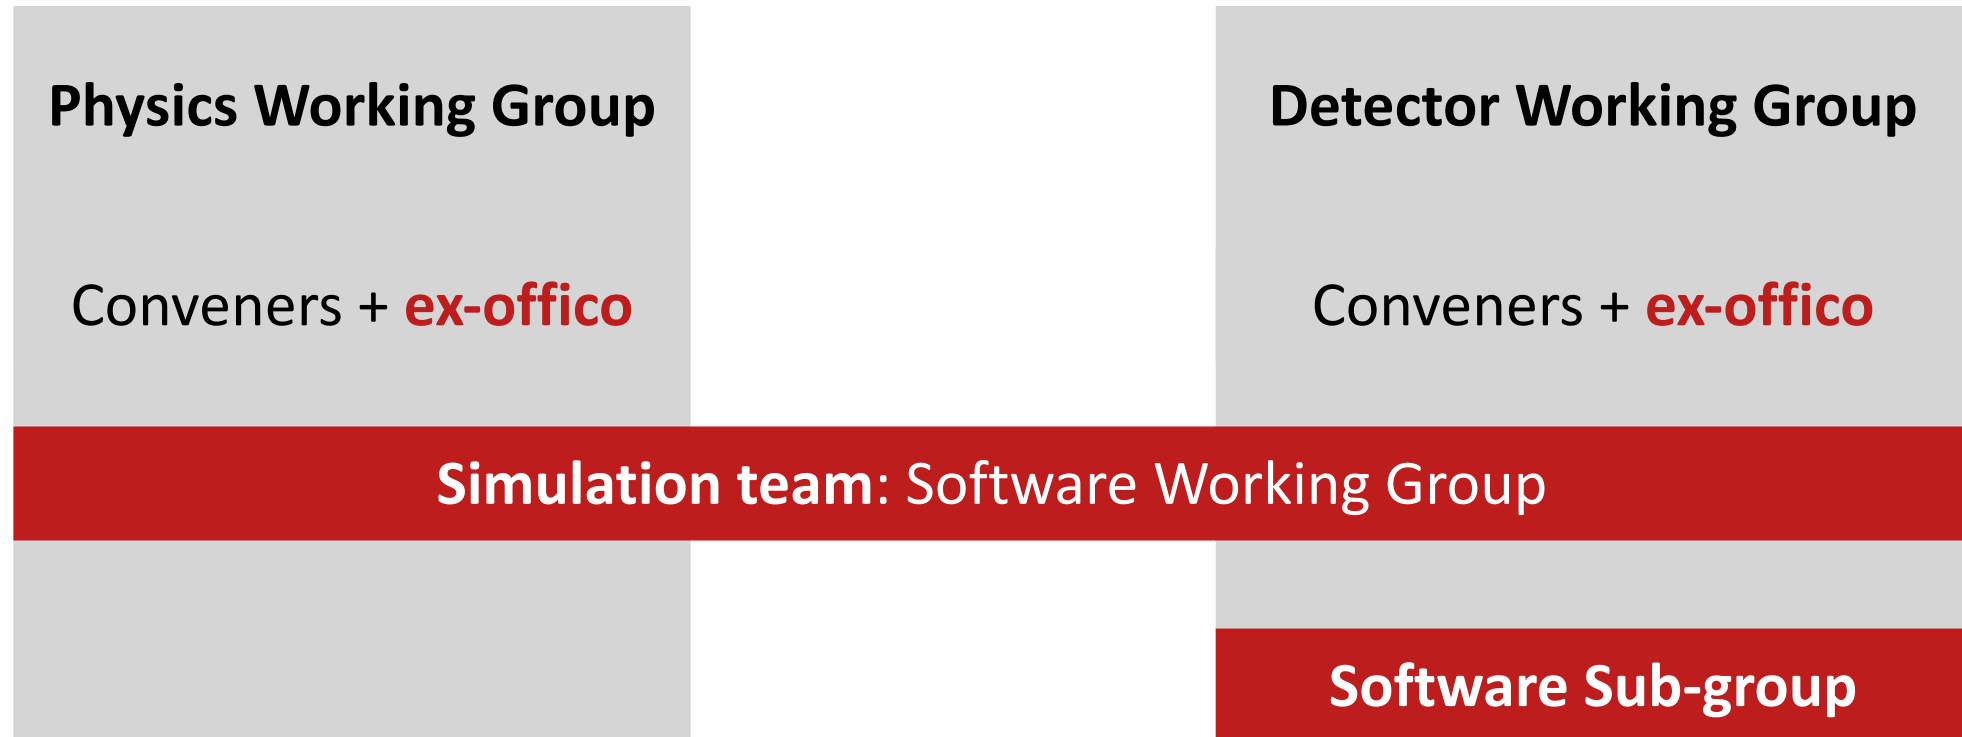 Physics Working Group
Detector Working Group
Conveners + ex-offico
Conveners + ex-offico
Simulation team: Software Working Group
Software Sub-group